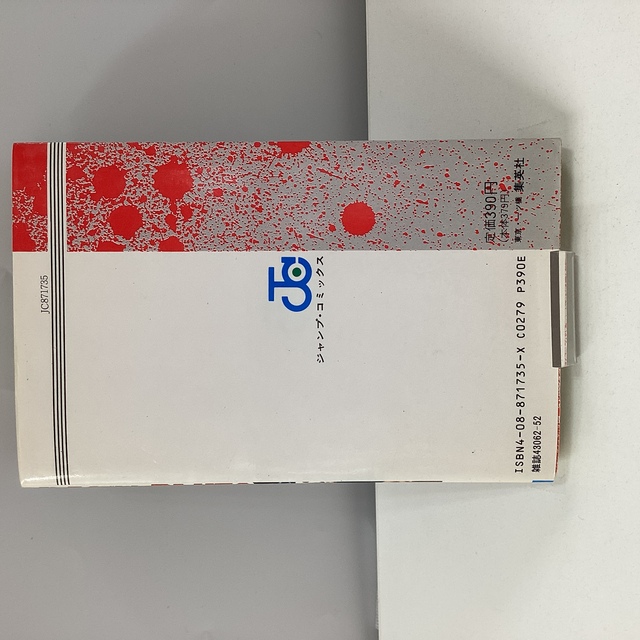 JC871735
JC
ジャンプ・コミックス
定価390円
(本体379円)
集英社
ISBN4-08-871735-X C0279 P390E
雑誌43062-52